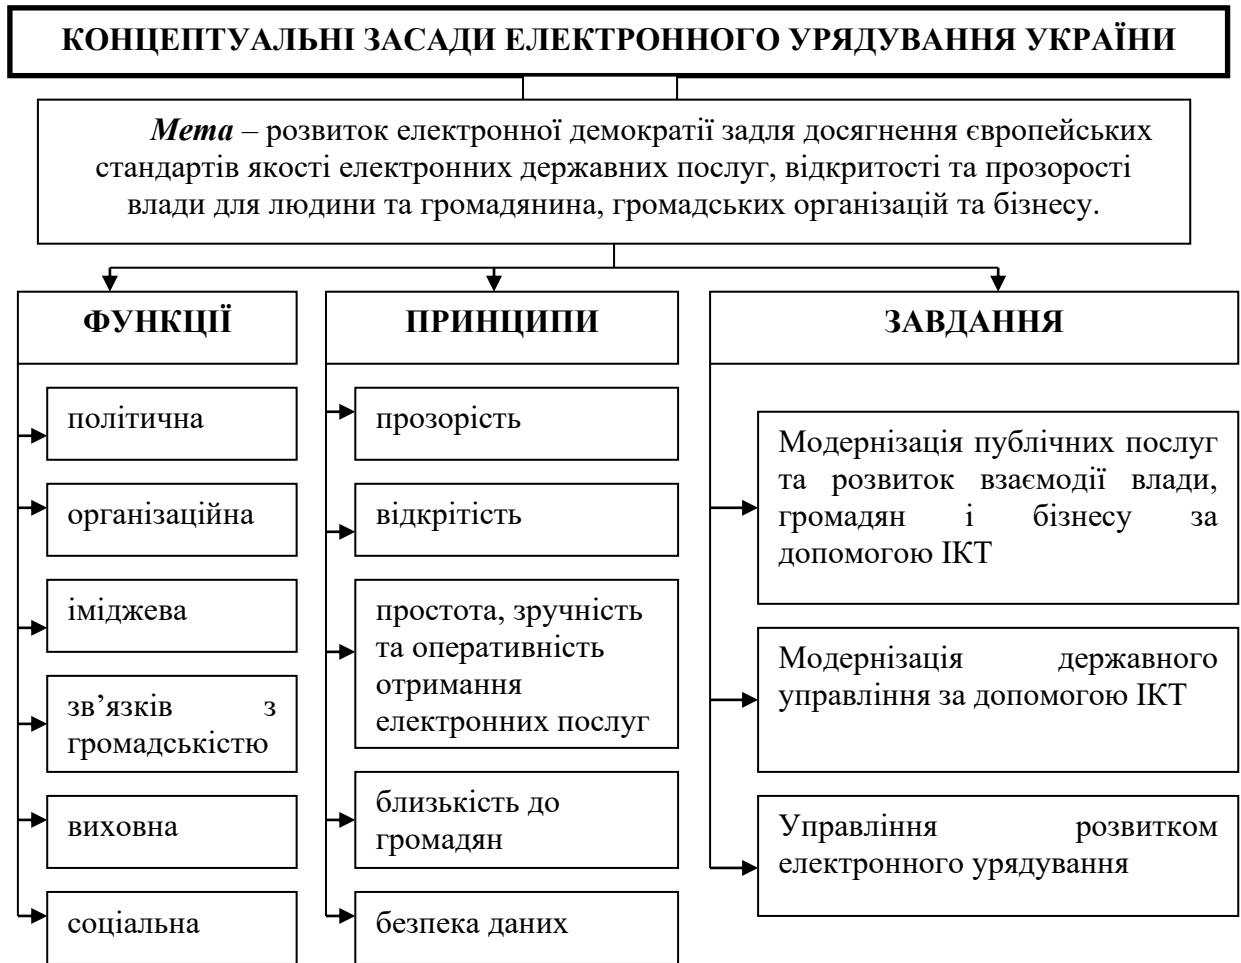 КОНЦЕПТУАЛЬНІ ЗАСАДИ ЕЛЕКТРОННОГО УРЯДУВАННЯ УКРАЇНИ
Мета – розвиток електронної демократії задля досягнення європейських
стандартів якості електронних державних послуг, відкритості та прозорості
влади для людини та громадянина, громадських організацій та бізнесу.
ФУНКЦІЇ
політична
організаційна
іміджева
зв’язків з
громадськістю
виховна
соціальна
ПРИНЦИПИ
прозорість
відкрітість
простота, зручність
та оперативність
отримання
електронних послуг
близькість до
громадян
безпека даних
ЗАВДАННЯ
Модернізація публічних послуг
та розвиток взаємодії влади,
громадян і бізнесу за
допомогою ІКТ
Модернізація державного
управління за допомогою ІКТ
Управління розвитком
електронного урядування